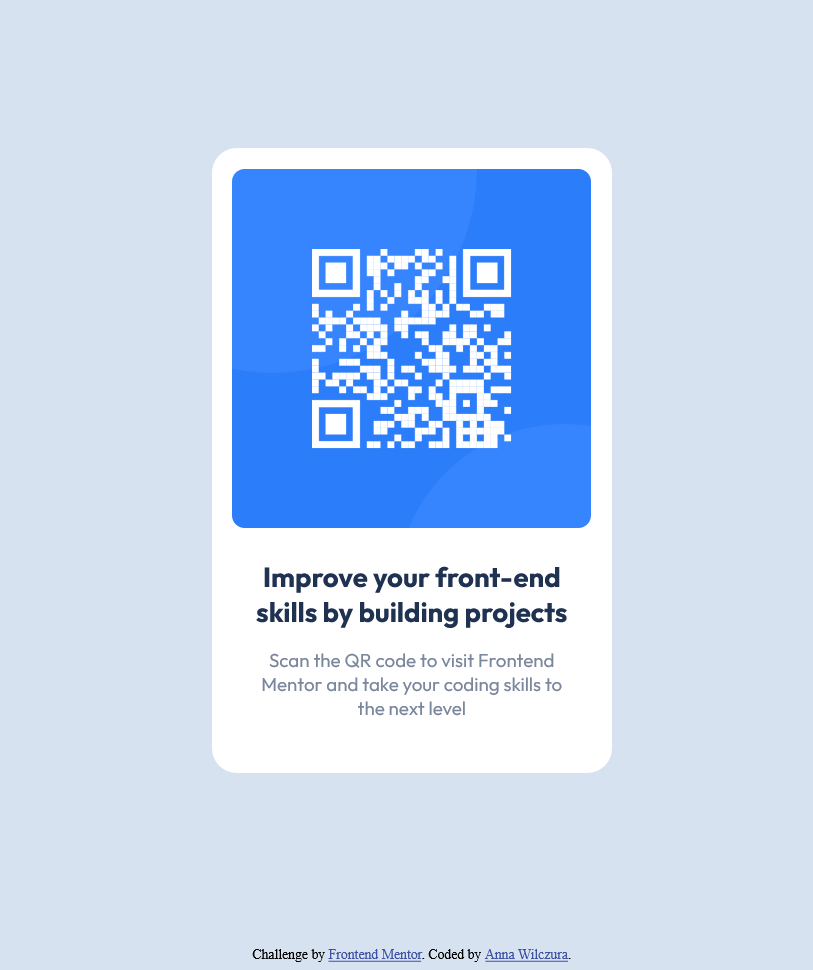 Improve your front-end
skills by building projects
Scan the QR code to visit Frontend
Mentor and take your coding skills to
the next level
Challenge by Frontend Mentor. Coded by Anna Wilczura.